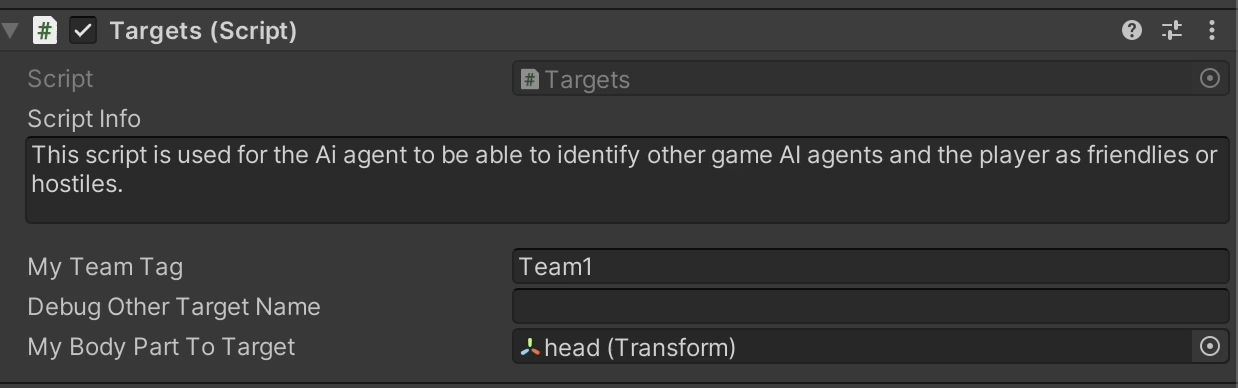 Targets (Script)
Script
Targets
Script Info
This script is used for the Ai agent to be able to identify other game AI agents and the player as friendlies or
hostiles.
My Team Tag
Team1
Debug Other Target Name
My Body Part To Target
head (Transform)